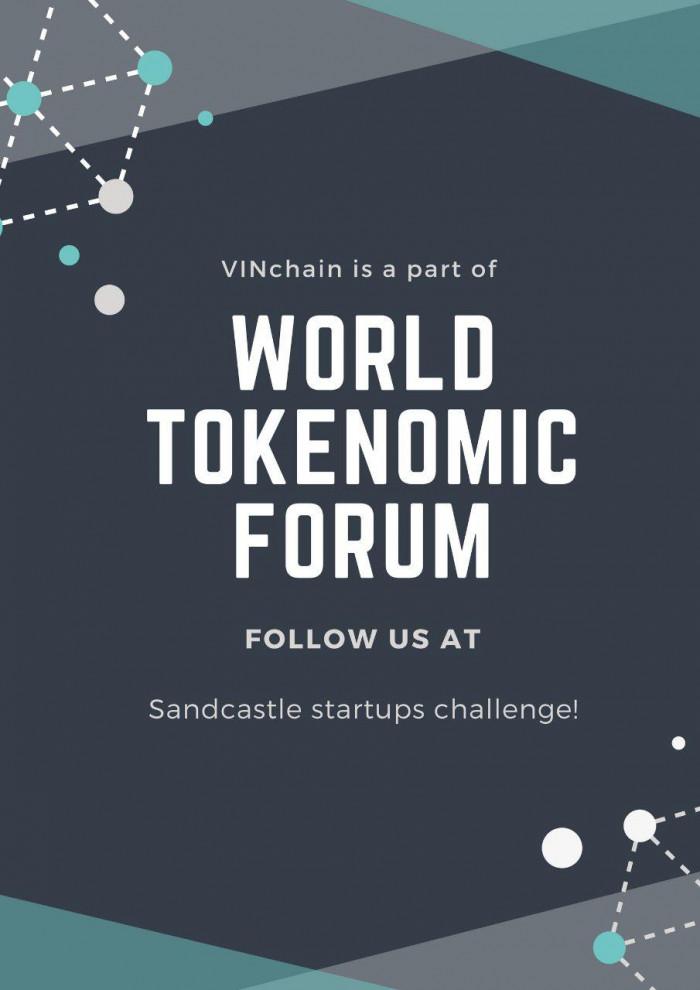 VINchain is a part of
WORLD
TOKENOMIC
FORUM
FOLLOW US AT
Sandcastle startups challenge!